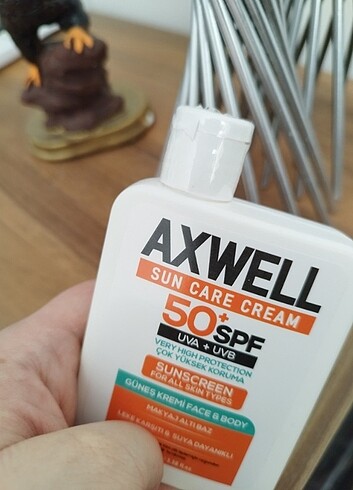 AXWELL
SUN CARE CREAM
50+ SPF
UVA + UVB
VERY HIGH PROTECTION
ÇOK YÜKSEK KORUMA
SUNSCREEN
FOR ALL SKIN TYPES
GÜNEŞ KREMİ FACE & BODY
MAKYAJ ALTI BAZ
LEKE KARŞITI & SUYA DAYANIKLI